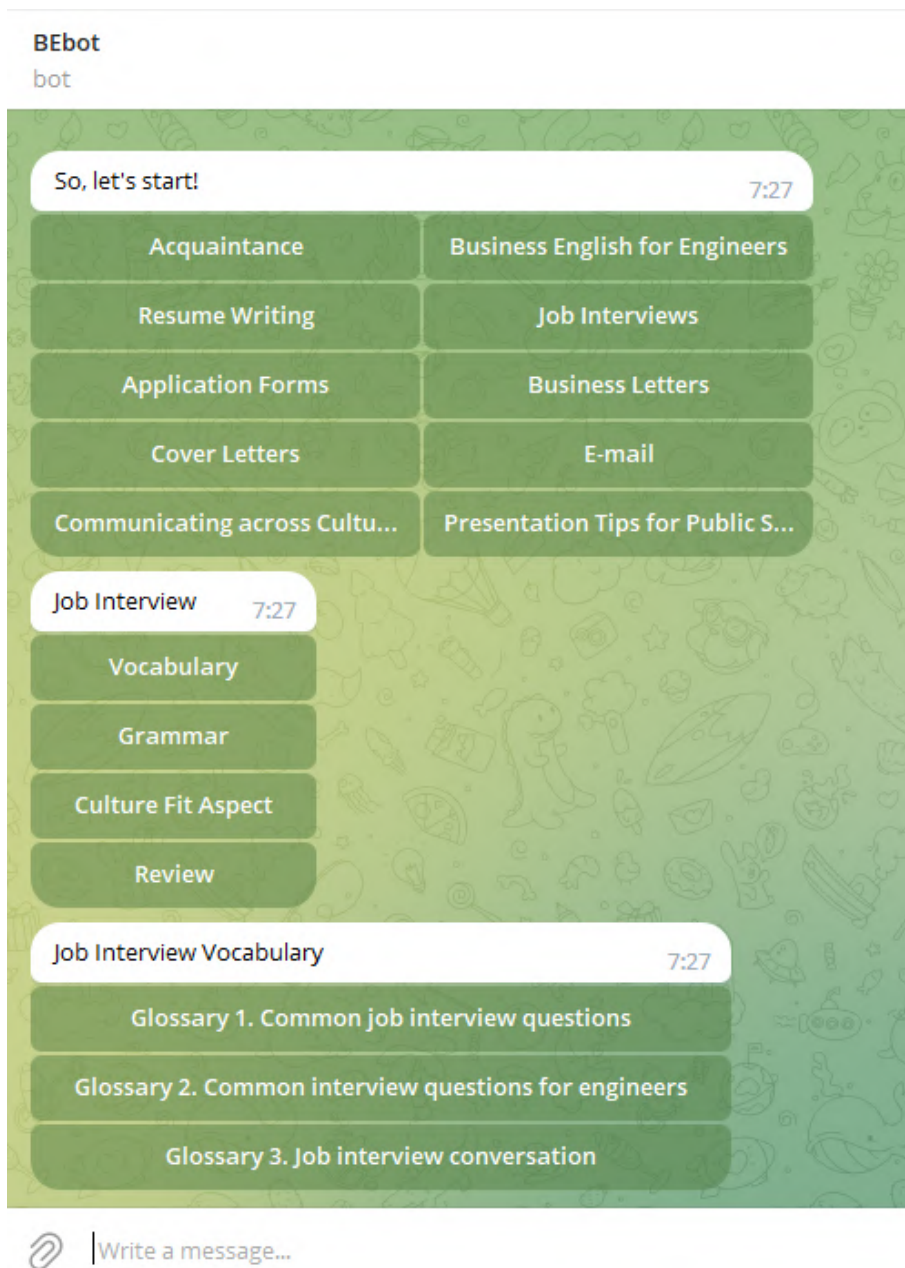 BEbot
bot
So, let's start!
7:27
Acquaintance
Business English for Engineers
Resume Writing
Job Interviews
Application Forms
Business Letters
Cover Letters
E-mail
Communicating across Cultu...
Presentation Tips for Public S...
Job Interview
7:27
Vocabulary
Grammar
Culture Fit Aspect
Review
Job Interview Vocabulary
7:27
Glossary 1. Common job interview questions
Glossary 2. Common interview questions for engineers
Glossary 3. Job interview conversation
Write a message...